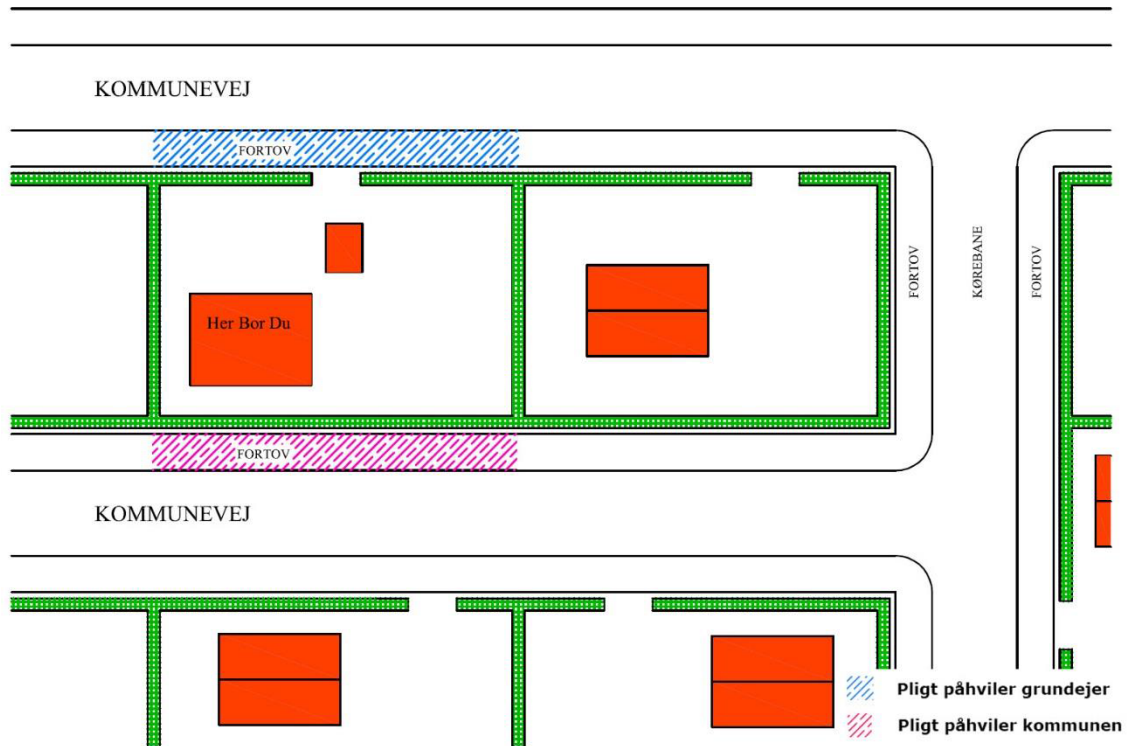 KOMMUNEVEJ
FORTOV
Her Bor Du
FORTOV
KØREBANE
FORTOV
FORTOV
KOMMUNEVEJ
Pligt påhviler grundejer
Pligt påhviler kommunen